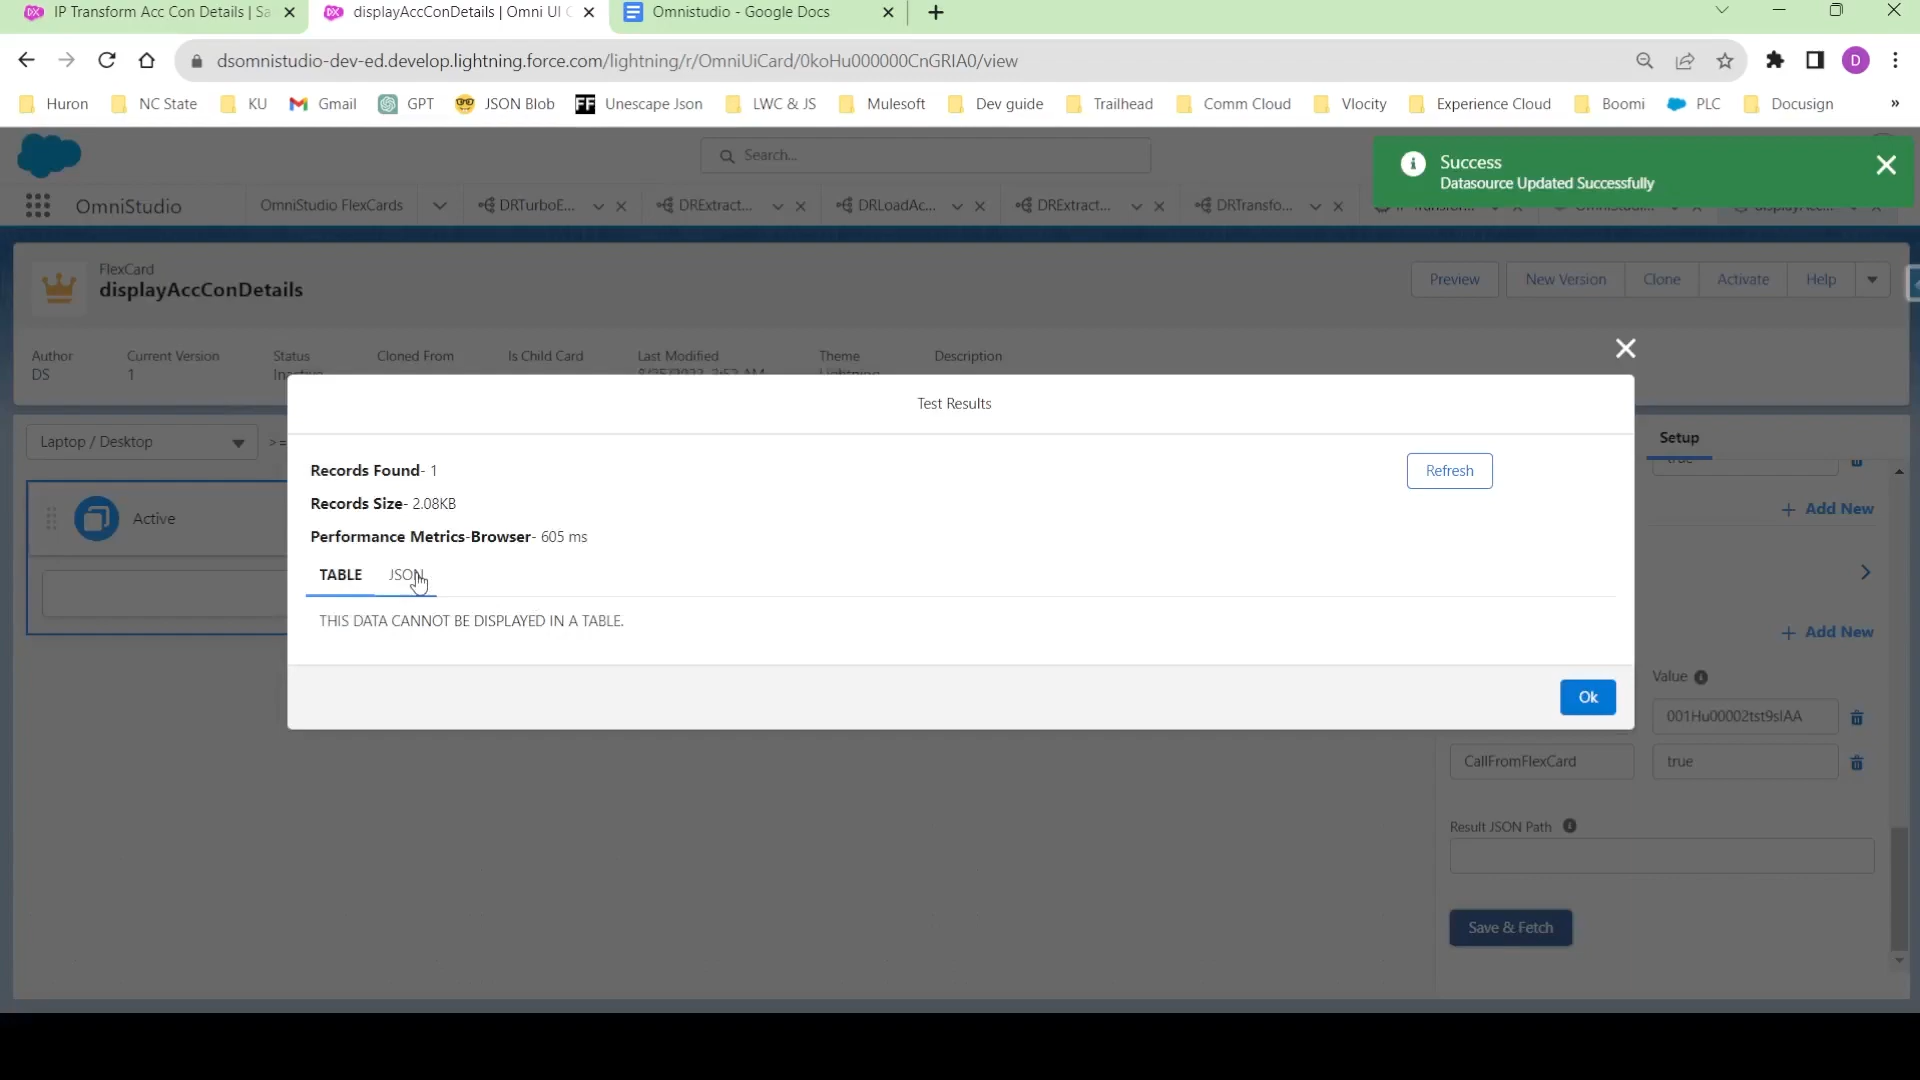 IP Transform Acc Con Details | Sa
displayAccConDetails | Omni UI C
Omnistudio - Google Docs
dsomnistudio-dev-ed.develop.lightning.force.com/lightning/r/OmniUiCard/0koHu000000CnGRIA0/view
D
Huron
NC State
KU
Gmail
GPT
JSON Blob
FF Unescape Json
LWC & JS
Mulesoft
Dev guide
Trailhead
Comm Cloud
Vlocity
Experience Cloud
Boomi
PLC
Docusign
»
Search...
Success
Datasource Updated Successfully
OmniStudio
OmniStudio FlexCards
DRTurboE...
DRExtract...
DRLoadAc...
DRExtract...
DRTransfo...
FlexCard
displayAccConDetails
Preview
New Version
Clone
Activate
Help
Author
Current Version
Status
Cloned From
Is Child Card
Last Modified
Theme
Description
DS
1
Test Results
Laptop / Desktop
>=
Setup
Records Found- 1
Refresh
Records Size- 2.08KB
+ Add New
Active
Performance Metrics-Browser- 605 ms
TABLE
JSON
THIS DATA CANNOT BE DISPLAYED IN A TABLE.
+ Add New
Value
Ok
001Hu00002tst9sIAA
CallFromFlexCard
true
Result JSON Path
Save & Fetch